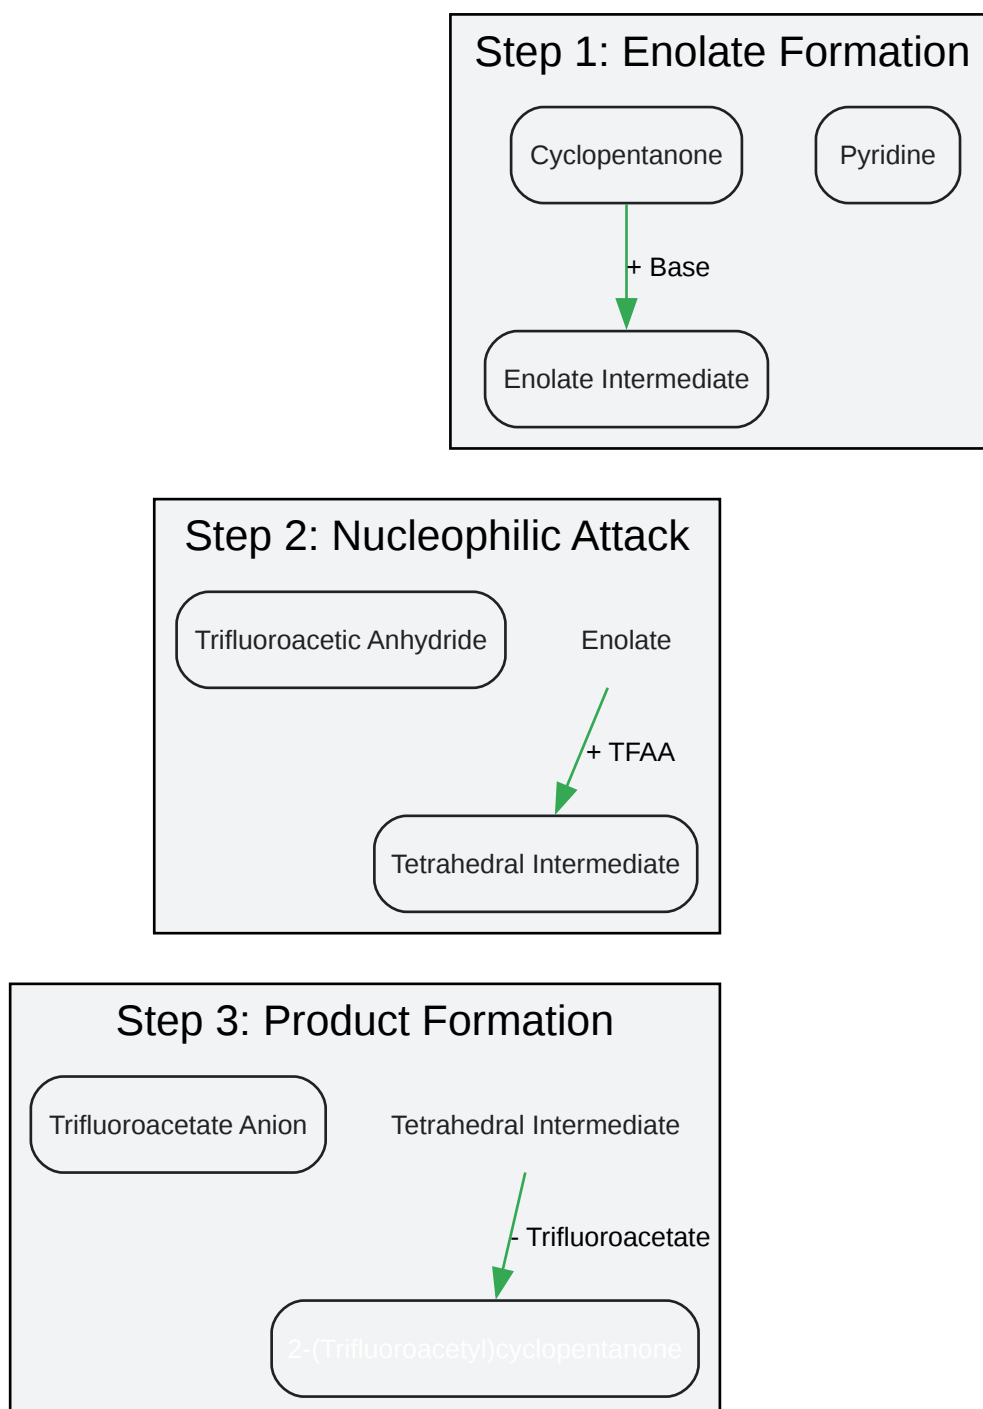 Step 1: Enolate Formation
Cyclopentanone
Pyridine
+ Base
Enolate Intermediate
Step 2: Nucleophilic Attack
Trifluoroacetic Anhydride
Enolate
+ TFAA
Tetrahedral Intermediate
Step 3: Product Formation
Trifluoroacetate Anion
Tetrahedral Intermediate
- Trifluoroacetate
2-(Trifluoroacetyl)cyclopentanone